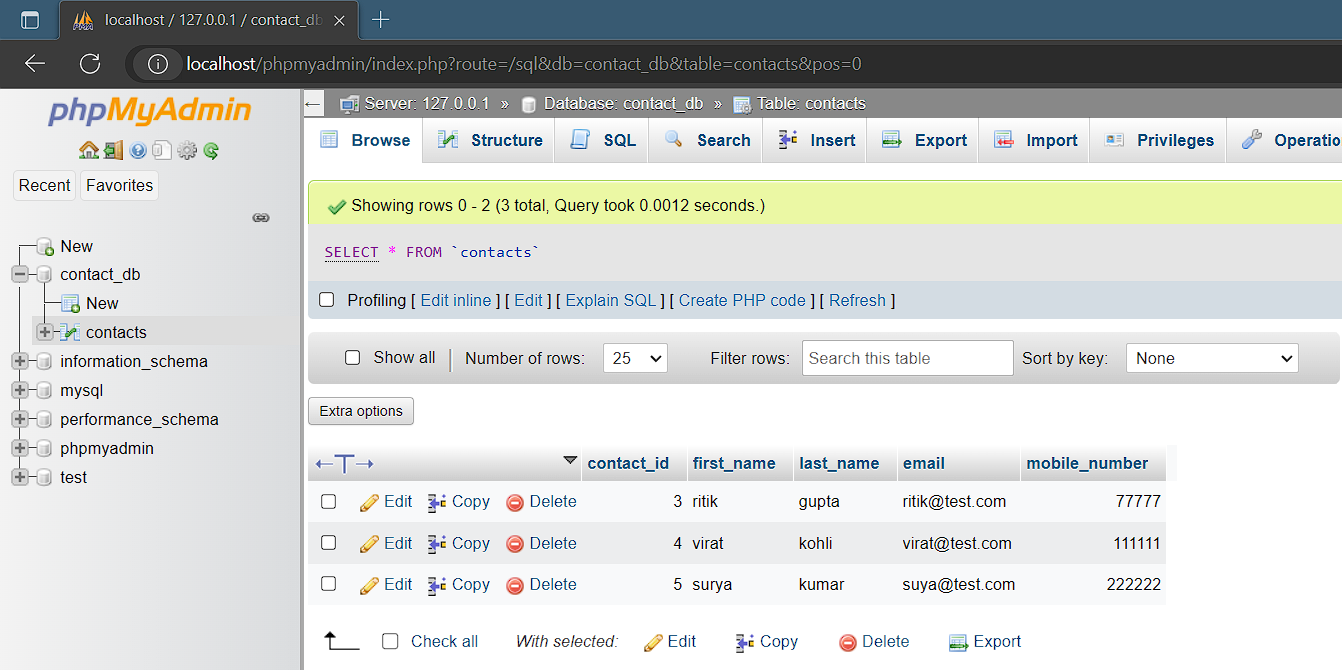 localhost / 127.0.0.1 / contact_db
localhost/phpmyadmin/index.php?route=/sql&db=contact_db&table=contacts&pos=0
phpMyAdmin
Recent Favorites
New
contact_db
New
contacts
information_schema
mysql
performance_schema
phpmyadmin
test
Server: 127.0.0.1 » Database: contact_db » Table: contacts
Browse Structure SQL Search Insert Export Import Privileges Operatio
Showing rows 0 - 2 (3 total, Query took 0.0012 seconds.)
SELECT * FROM `contacts`
Profiling [ Edit inline ] [ Edit ] [ Explain SQL ] [ Create PHP code ] [ Refresh ]
Show all Number of rows: 25 Filter rows: Search this table Sort by key: None
Extra options
contact_id first_name last_name email mobile_number
Edit Copy Delete 3 ritik gupta ritik@test.com 77777
Edit Copy Delete 4 virat kohli virat@test.com 111111
Edit Copy Delete 5 surya kumar suya@test.com 222222
Check all With selected: Edit Copy Delete Export